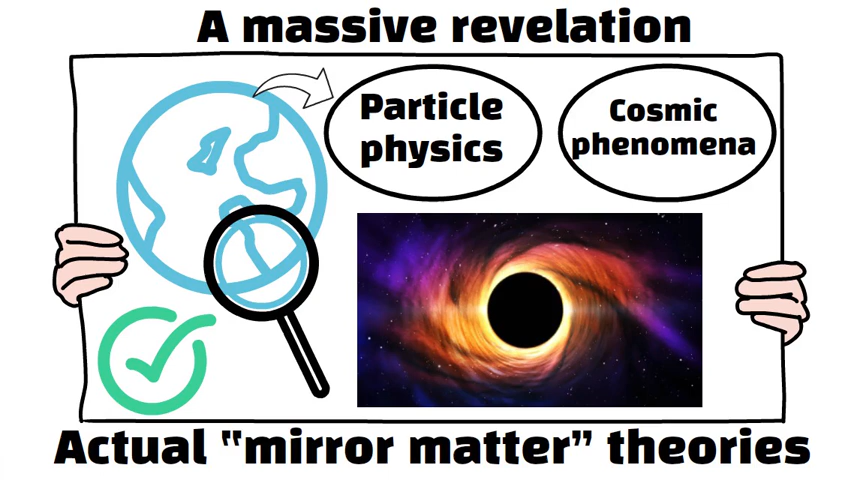 A massive revelation
Particle
physics
Cosmic
phenomena
Actual “mirror matter” theories